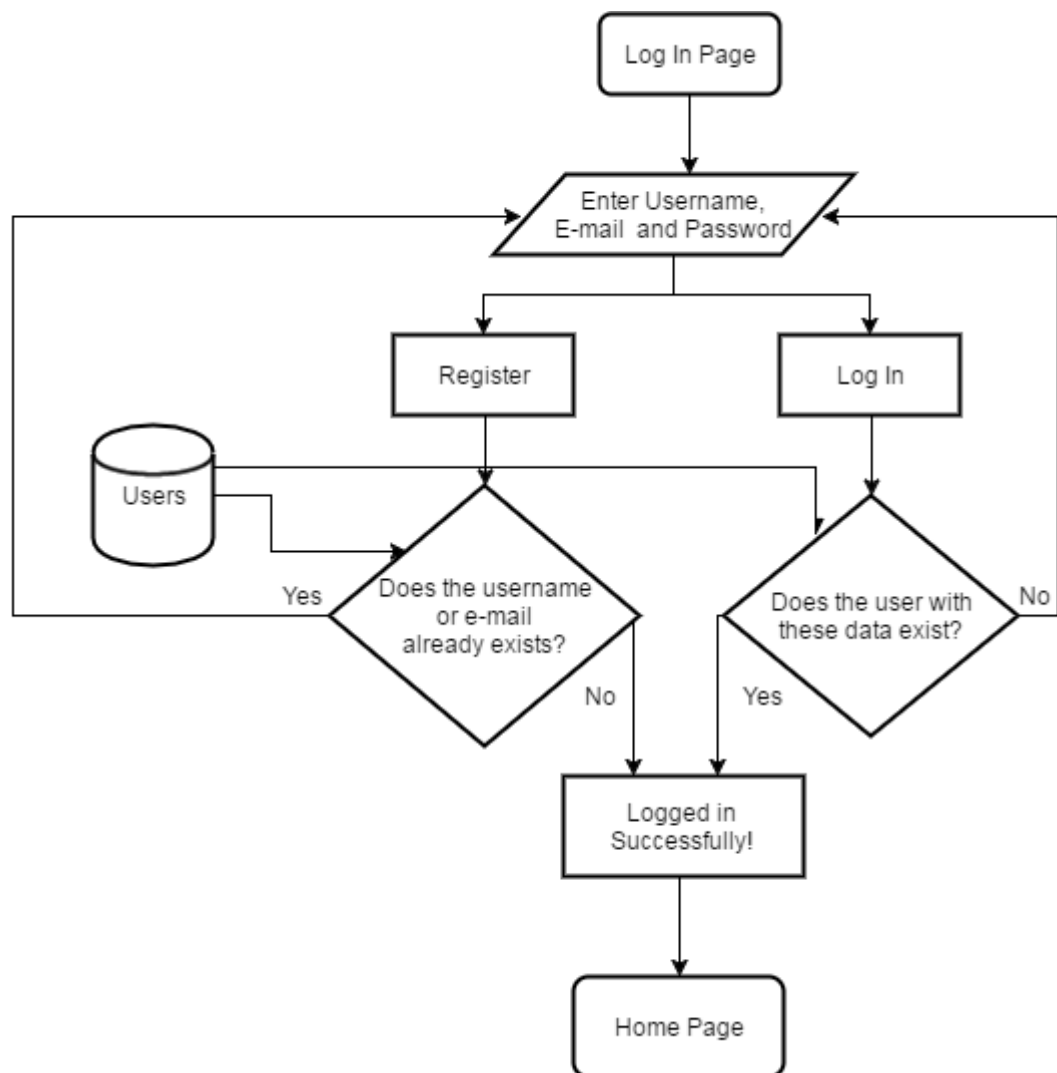 Log In Page
Enter Username,
E-mail and Password
Register
Log In
Users
Yes
Does the username
or e-mail
already exists?
No
Does the user with
these data exist?
No
Yes
Logged in
Successfully!
Home Page